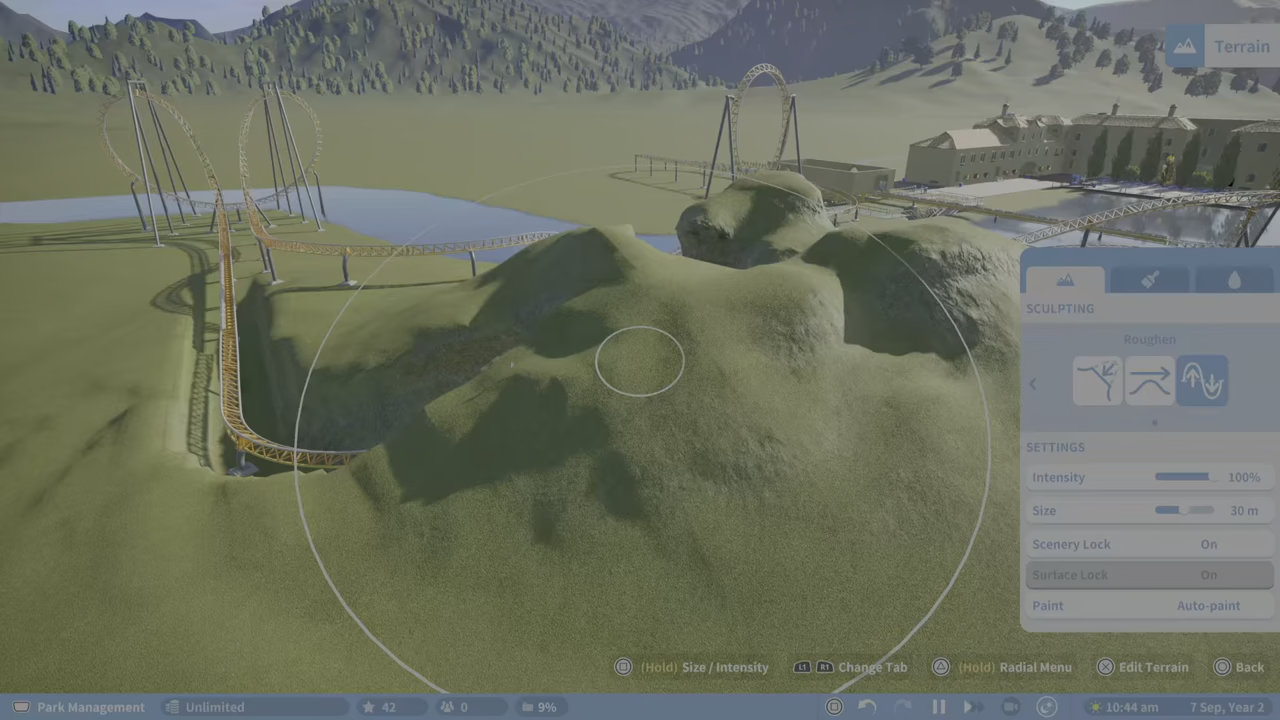 Terrain
SCULPTING
Roughen
SETTINGS
Intensity 100%
Size 30 m
Scenery Lock On
Surface Lock On
Paint Auto-paint
(Hold) Size / Intensity L1 R1 Change Tab (Hold) Radial Menu Edit Terrain Back
Park Management Unlimited 42 0 9% 10:44 am 7 Sep, Year 2